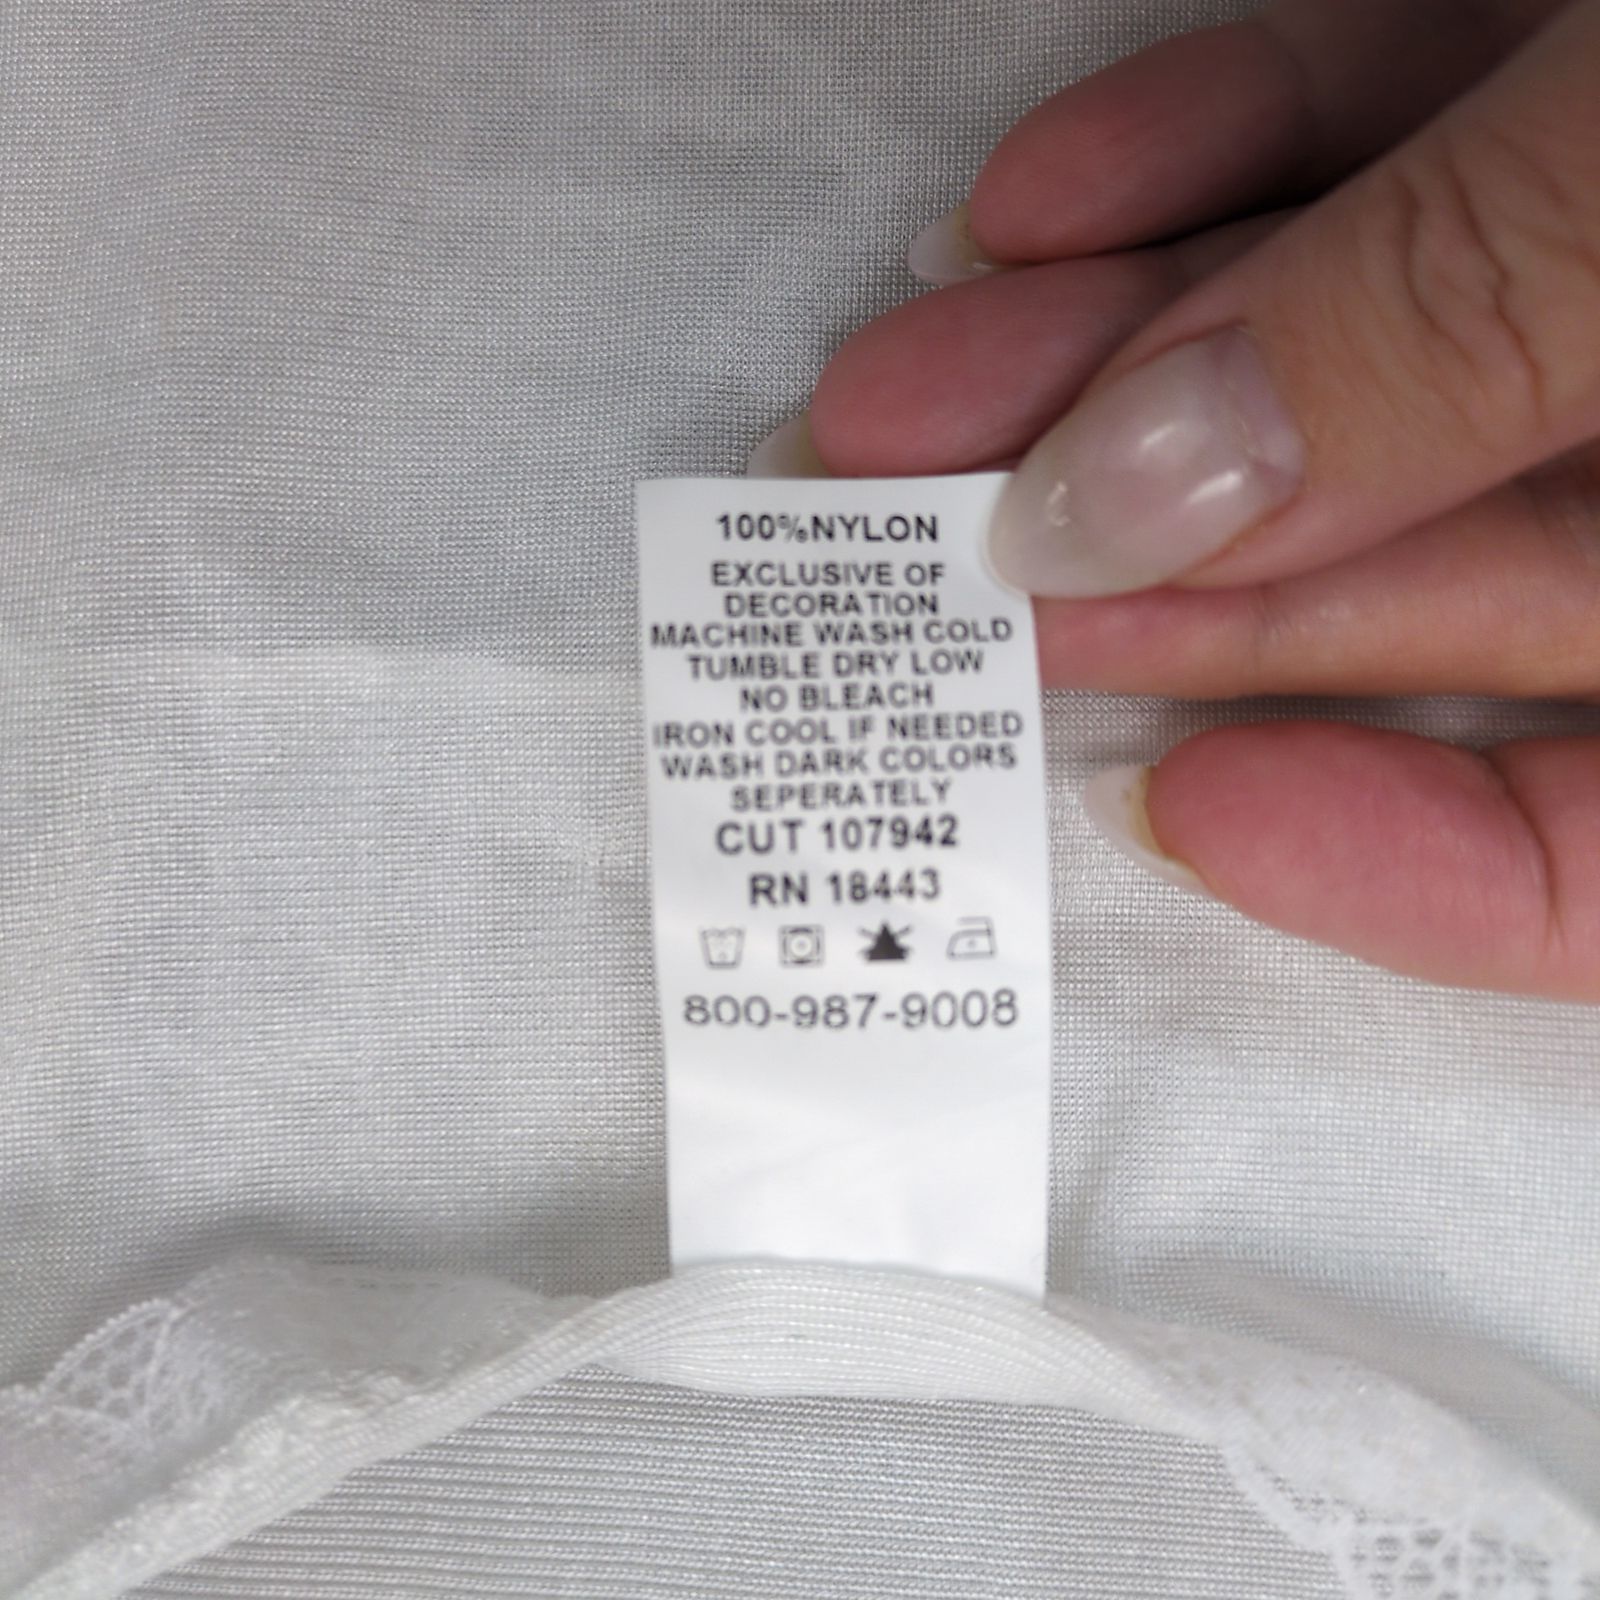 100%NYLON
EXCLUSIVE OF
DECORATION
MACHINE WASH COLD
TUMBLE DRY LOW
NO BLEACH
IRON COOL IF NEEDED
WASH DARK COLORS
SEPERATELY
CUT 107942
RN 18443
800-987-9008